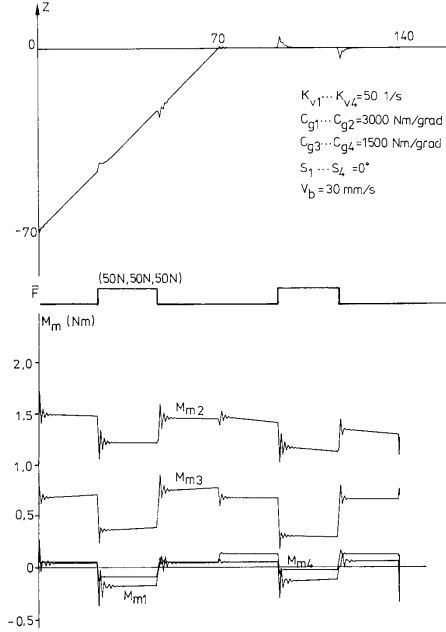 Z
0
70
140
K_v1 ··· K_v4 = 50 1/s
C_g1 ··· C_g2 = 3000 Nm/grad
C_g3 ··· C_g4 = 1500 Nm/grad
S_1 ··· S_4 = 0°
V_b = 30 mm/s
-70
(50N,50N,50N)
F̅
M_m (Nm)
2,0
1,5
M_m2
1,0
M_m3
0,5
0
M_m4
M_m1
-0,5